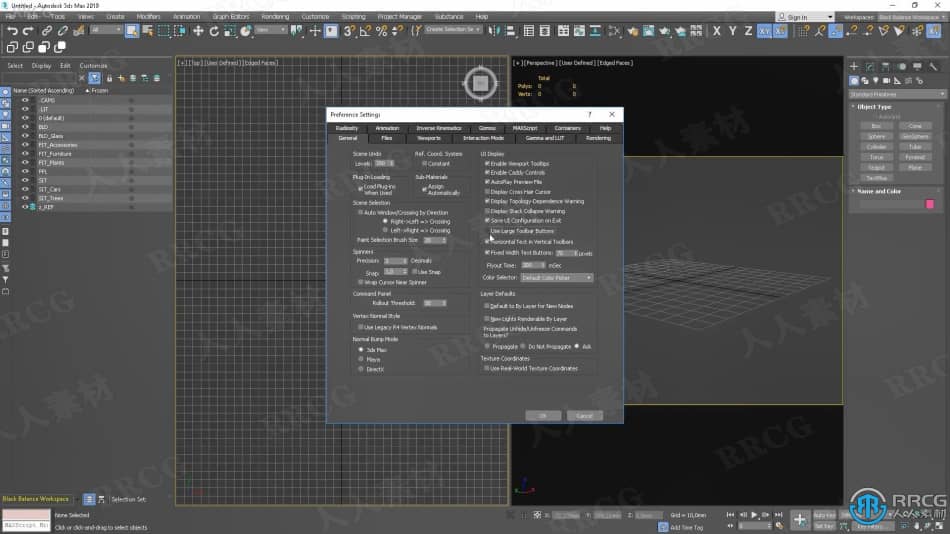 Untitled - Autodesk 3ds Max 2019
File Edit Tools Group Views Create Modifiers Animation Graph Editors Rendering Customize Scripting Project Manager Substance Help
Sign In Workspaces: Black Balance Workspace
All View Create Selection Se
X Y Z XY
Select Display Edit Customize
[+] [Top] [User Defined] [Edged Faces]
[+] [Perspective] [User Defined] [Edged Faces]
Name (Sorted Ascending) Frozen
_CAMS
_LIT
0 (default)
BLD
BLD_Glass
FIT_Accessories
FIT_Furniture
FIT_Plants
PPL
SIT
SIT_Cars
SIT_Trees
z_REF
Total
Polys: 0 0
Verts: 0 0
Preference Settings
? X
Radiosity Animation Inverse Kinematics Gizmos MAXScript Containers Help
General Files Viewports Interaction Mode Gamma and LUT Rendering
Scene Undo
Levels:
Ref. Coord. System
Constant
Plug-In Loading
Load Plug-ins When Used
Sub-Materials
Assign Automatically
Scene Selection
Auto Window/Crossing by Direction
Right->Left => Crossing
Left->Right => Crossing
Paint Selection Brush Size: 20
Spinners
Precision: 3 Decimals
Snap: 1,0 Use Snap
Wrap Cursor Near Spinner
Command Panel
Rollout Threshold:
Vertex Normal Style
Use Legacy R4 Vertex Normals
Normal Bump Mode
3ds Max
Maya
DirectX
UI Display
Enable Viewport Tooltips
Enable Caddy Controls
AutoPlay Preview File
Display Cross Hair Cursor
Display Topology-Dependence Warning
Display Stack Collapse Warning
Save UI Configuration on Exit
Use Large Toolbar Buttons
Horizontal Text in Vertical Toolbars
Fixed Width Text Buttons: 70 pixels
Flyout Time: 300 mSec
Color Selector: Default Color Picker
Layer Defaults
Default to By Layer for New Nodes
New Lights Renderable By Layer
Propagate Unhide/Unfreeze Commands to Layers?
Propagate Do Not Propagate Ask
Texture Coordinates
Use Real-World Texture Coordinates
OK Cancel
Standard Primitives
Object Type
AutoGrid
Box Cone
Sphere GeoSphere
Cylinder Tube
Torus Pyramid
Teapot Plane
TextPlus
Name and Color
Black Balance Workspace
Selection Set:
MAXScript Mi
None Selected
Click or click-and-drag to select objects
X: Y: Z: Grid = 10,0mm
Add Time Tag
Auto Key
Set Key Key Filters...
RRCG
人人素材